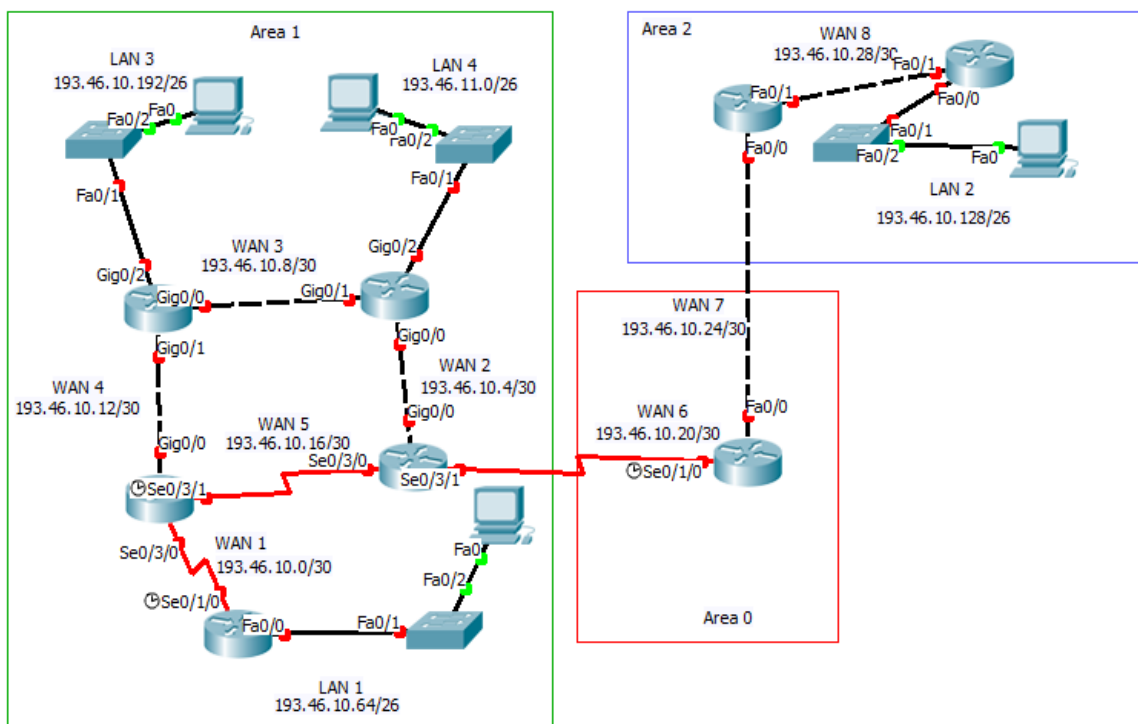 Area 1
LAN 3
193.46.10.192/26
Fa0
Fa0/2
Fa0/1
LAN 4
193.46.11.0/26
Fa0
Fa0/2
Fa0/1
WAN 3
193.46.10.8/30
Gig0/2
Gig0/0
Gig0/1
Gig0/2
Gig0/1
Gig0/0
WAN 4
193.46.10.12/30
WAN 2
193.46.10.4/30
Gig0/0
Gig0/0
WAN 5
193.46.10.16/30
Se0/3/0
Se0/3/1
Se0/3/1
Se0/3/0
WAN 1
193.46.10.0/30
Se0/1/0
Fa0/0
Fa0/1
Fa0/2
Fa0
LAN 1
193.46.10.64/26
Area 2
WAN 8
193.46.10.28/30
Fa0/1
Fa0/1
Fa0/0
Fa0/0
Fa0/1
Fa0/2
Fa0
LAN 2
193.46.10.128/26
WAN 7
193.46.10.24/30
Fa0/0
WAN 6
193.46.10.20/30
Se0/1/0
Area 0